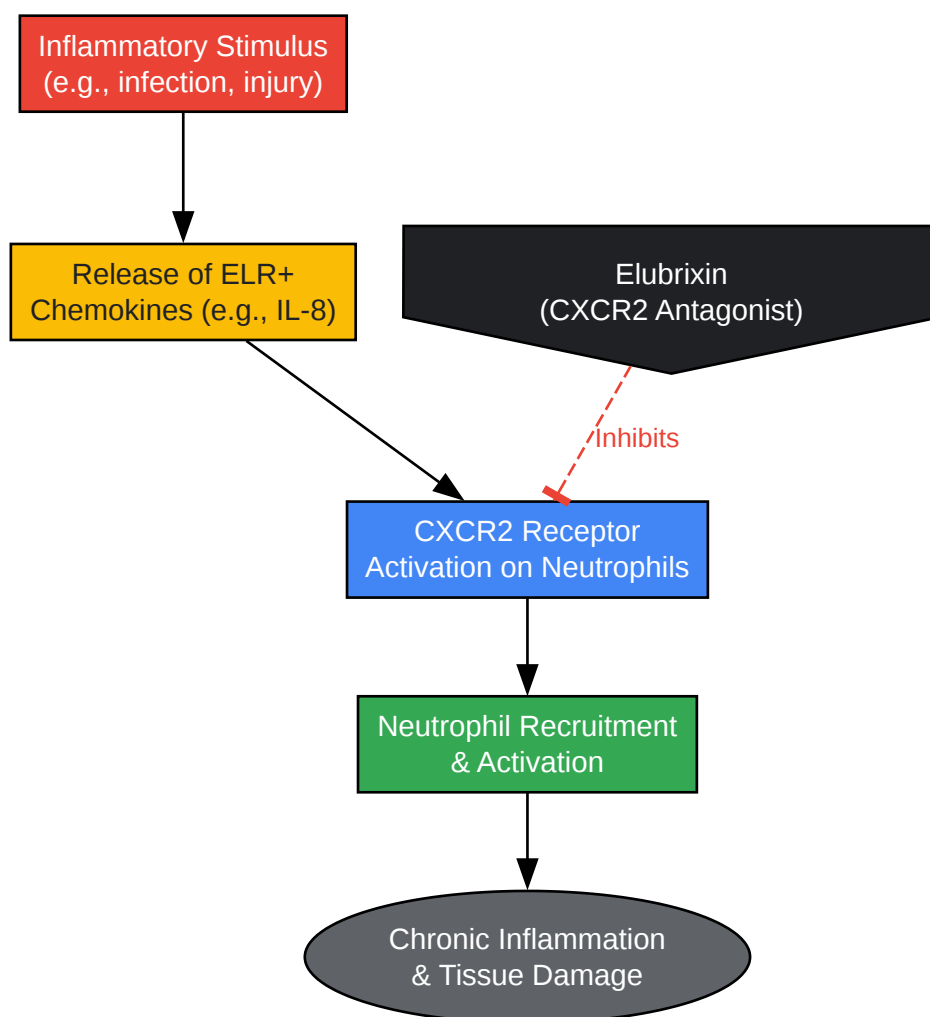 Inflammatory Stimulus
(e.g., infection, injury)
Release of ELR+
Chemokines (e.g., IL-8)
Elubrixin
(CXCR2 Antagonist)
Inhibits
CXCR2 Receptor
Activation on Neutrophils
Neutrophil Recruitment
& Activation
Chronic Inflammation
& Tissue Damage